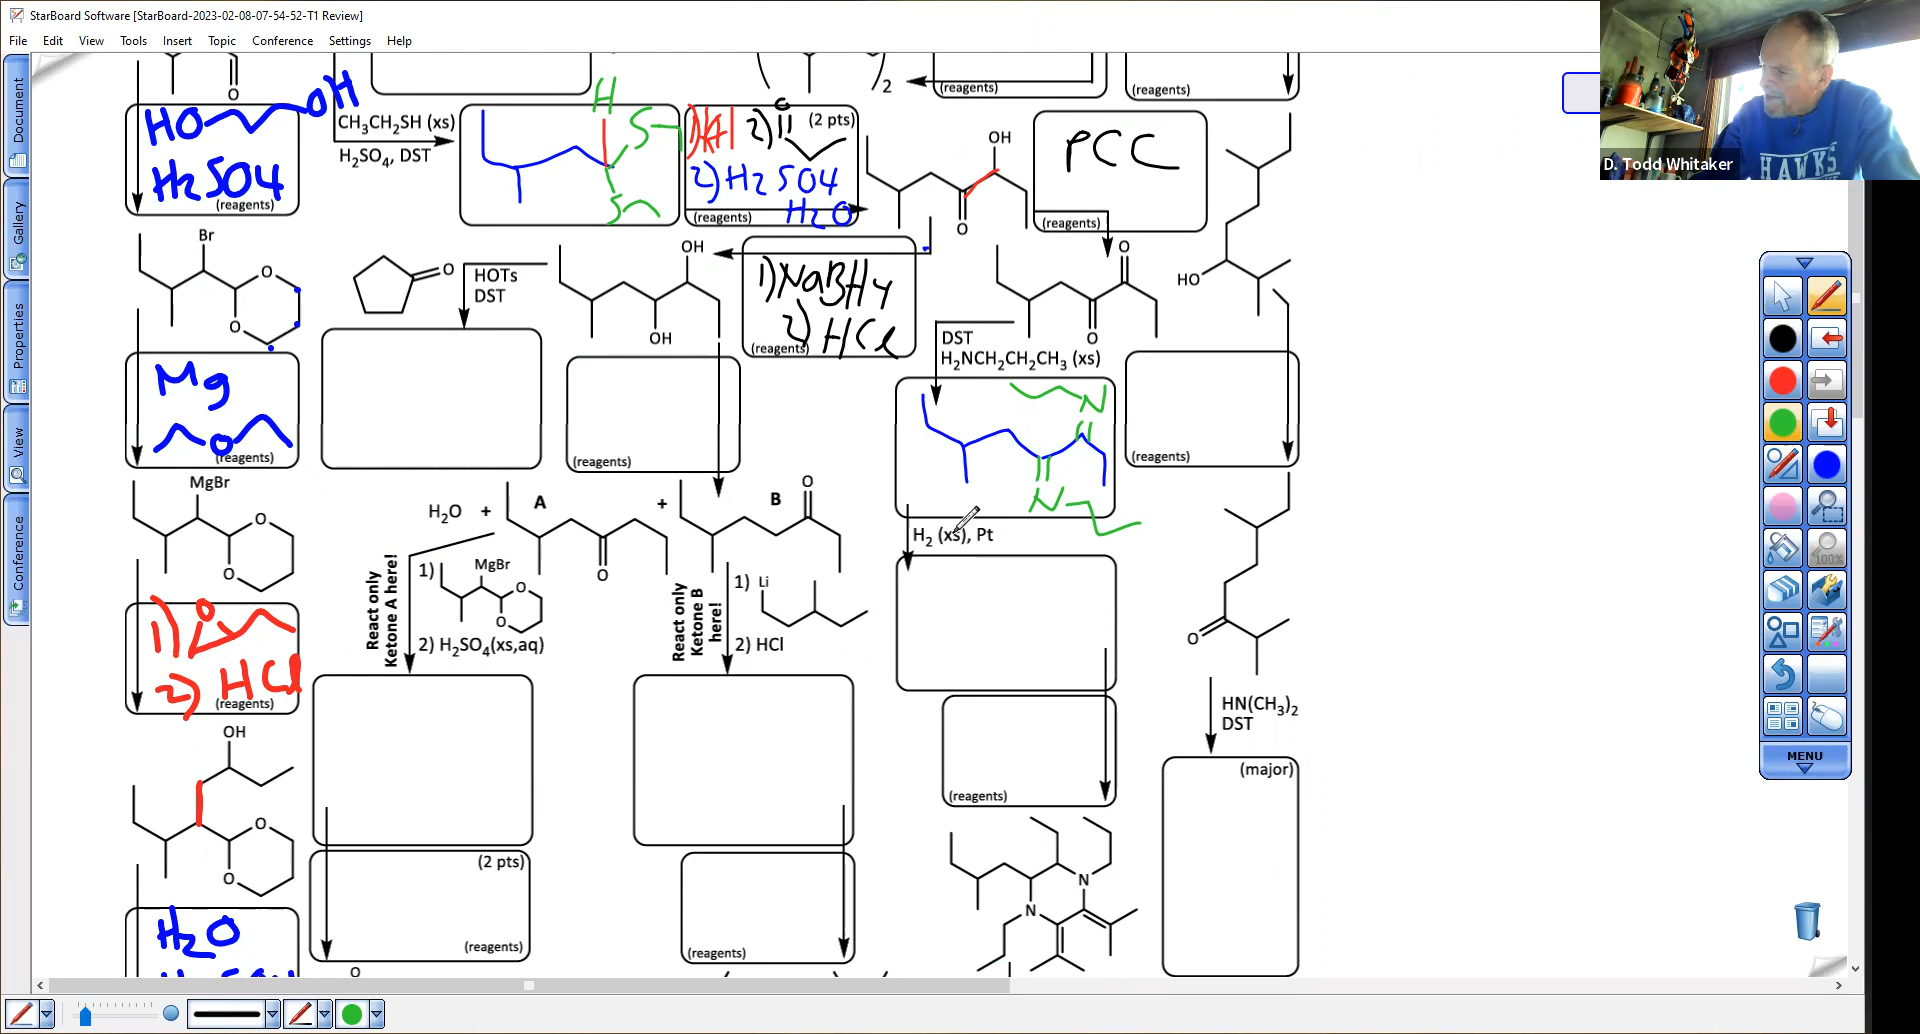 StarBoard Software [StarBoard-2023-02-08-07-54-52-T1 Review]
File Edit View Tools Insert Topic Conference Settings Help
Document
Gallery
Properties
View
Conference
O
HO OH
H2SO4
(reagents)
CH₃CH₂SH (xs)
H₂SO₄, DST
H
S
S
2) O
(2 pts)
2) H2SO4
H2O
(reagents)
2
(reagents)
(reagents)
OH
O
PCC
(reagents)
HO
D. Todd Whitaker
HAWKS
Br
O
O
O
HOTs
DST
OH
OH
1) NaBH4
2) HCl
(reagents)
O
O
DST
H₂NCH₂CH₂CH₃ (xs)
Mg
O
(reagents)
(reagents)
N
N
(reagents)
MgBr
O
O
H₂O + A + B
O
O
H₂ (xs), Pt
React only
Ketone A here!
1) MgBr
O
O
2) H₂SO₄(xs,aq)
React only
Ketone B
here!
1) Li
2) HCl
O
1) O
2) HCl
(reagents)
HN(CH₃)₂
DST
(major)
(reagents)
OH
O
O
N
N
(2 pts)
(reagents)
(reagents)
H2O
O
100%
MENU